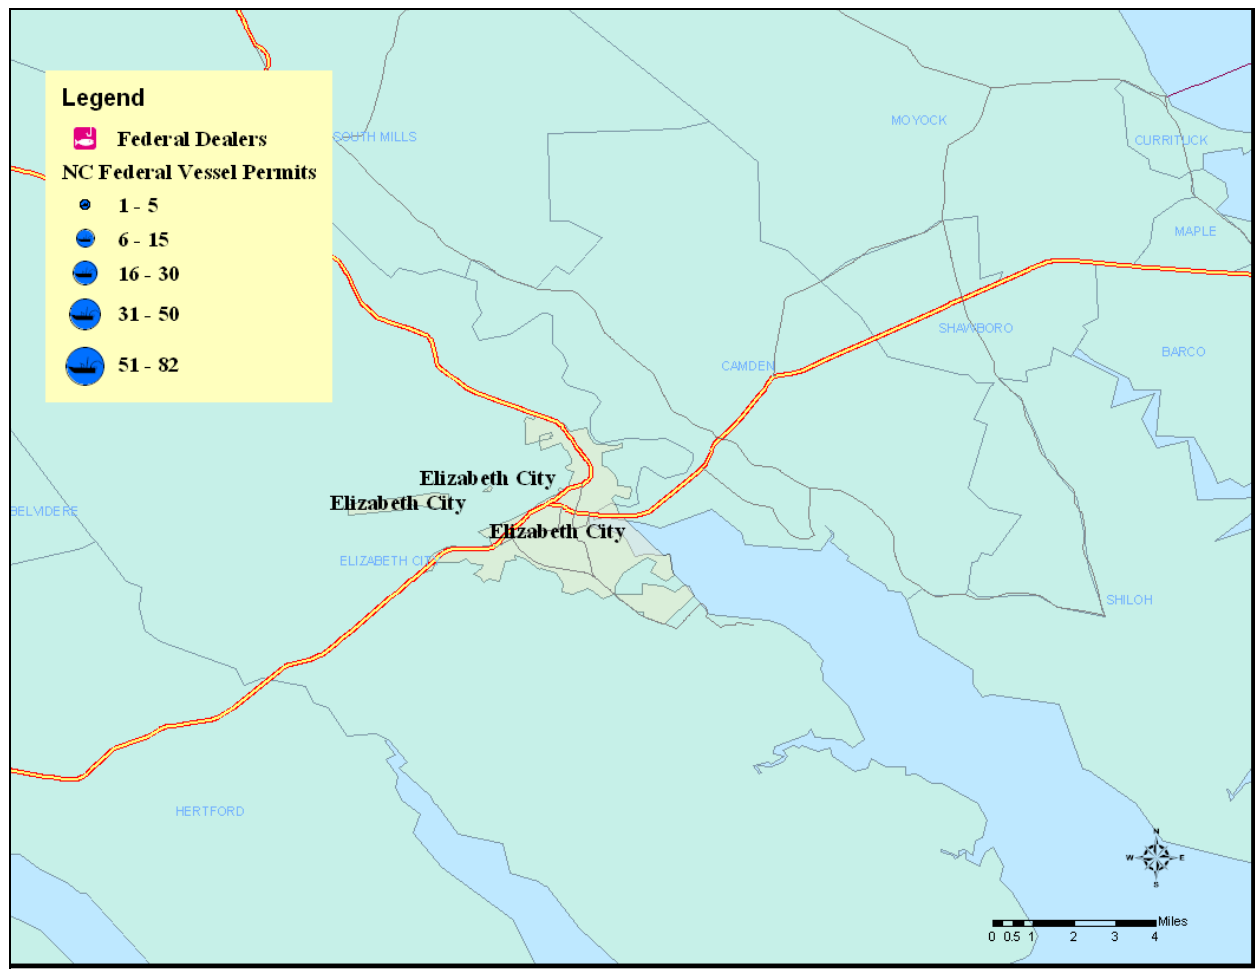 Legend
Federal Dealers
NC Federal Vessel Permits
1 - 5
6 - 15
16 - 30
31 - 50
51 - 82
SOUTH MILLS
MOYOCK
CURRITUCK
MAPLE
SHAWBORO
BARCO
CAMDEN
Elizabeth City
Elizabeth City
BELVIDERE
Elizabeth City
ELIZABETH CITY
SHILOH
HERTFORD
N
W E
S
Miles
0 0.5 1 2 3 4